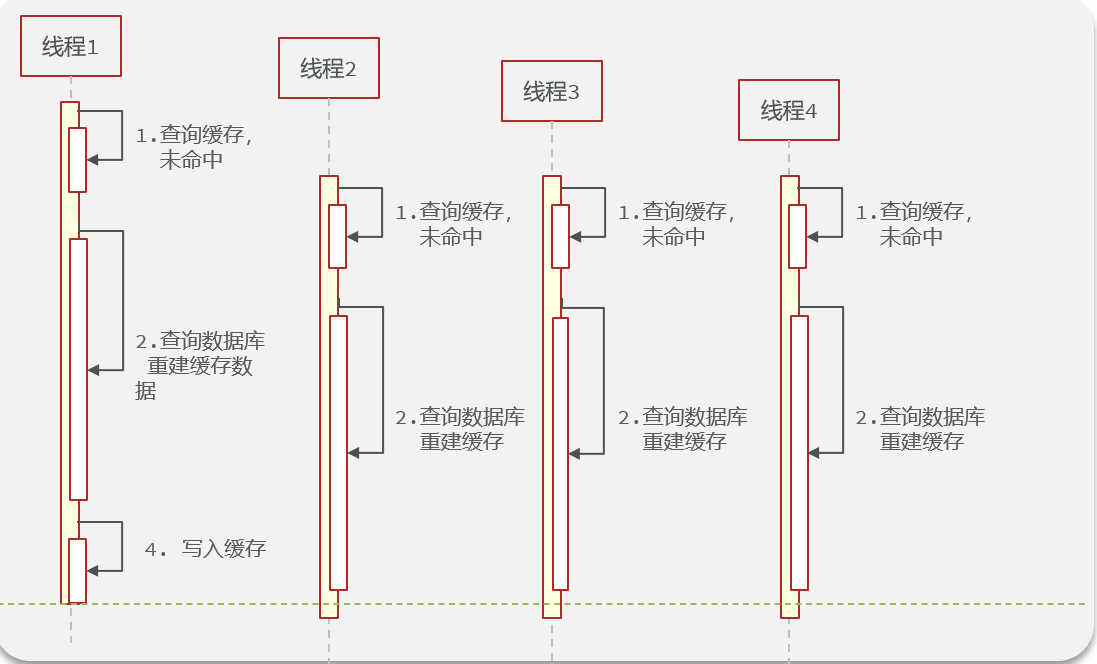 线程1
线程2
线程3
线程4
1.查询缓存,
未命中
2.查询数据库
重建缓存数
据
4. 写入缓存
1.查询缓存,
未命中
2.查询数据库
重建缓存
1.查询缓存,
未命中
2.查询数据库
重建缓存
1.查询缓存,
未命中
2.查询数据库
重建缓存